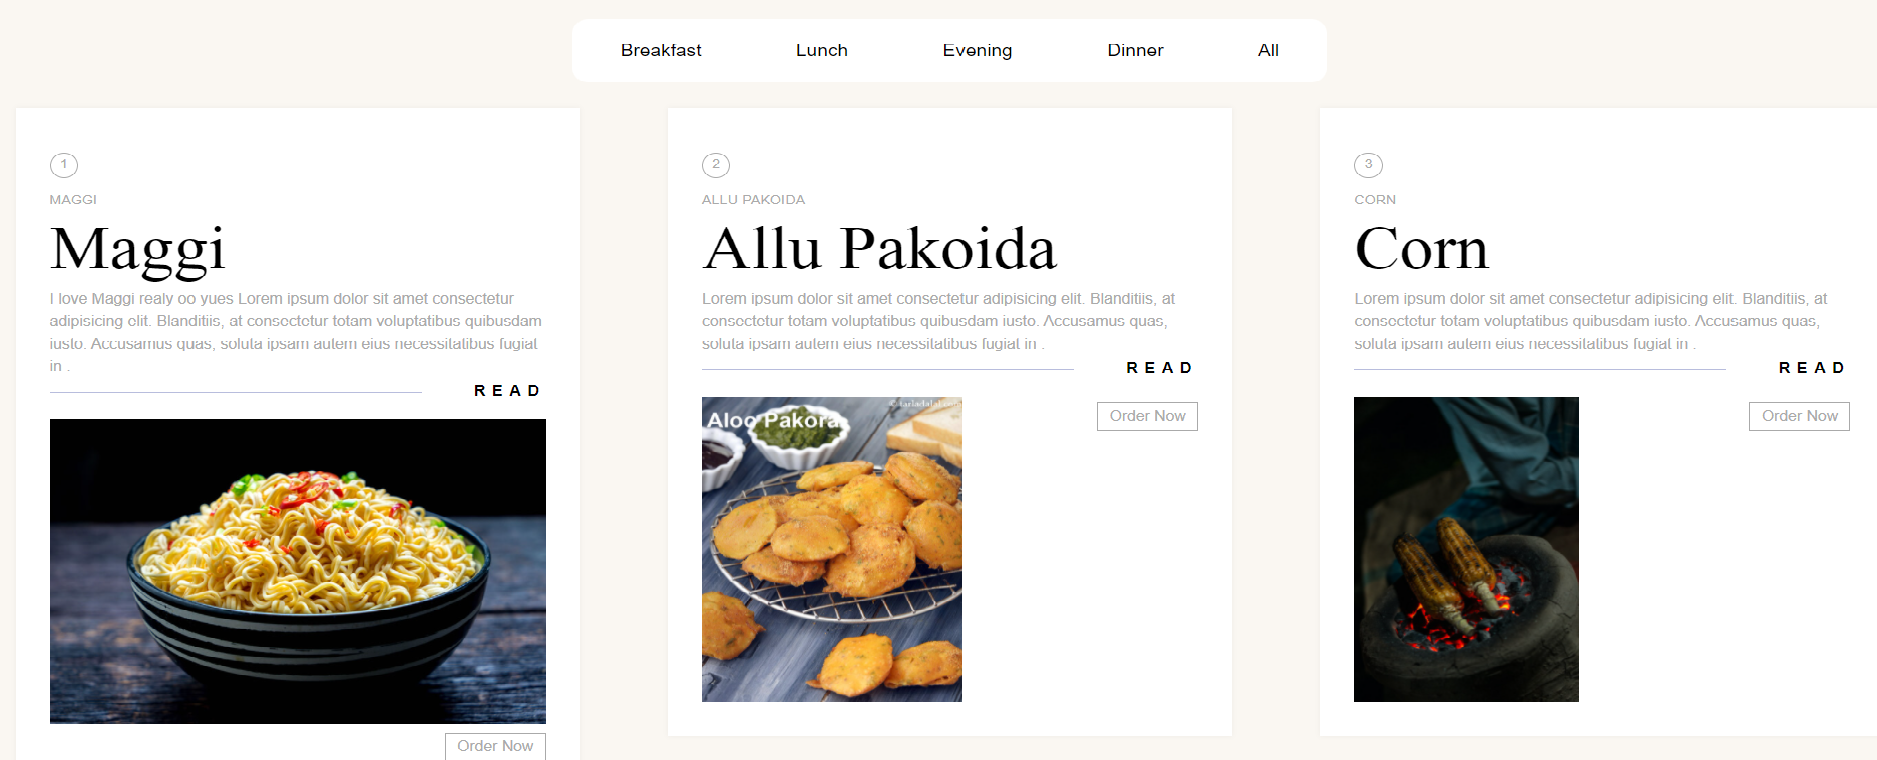 Breakfast Lunch Evening Dinner All
1
MAGGI
Maggi
I love Maggi realy oo yues Lorem ipsum dolor sit amet consectetur
adipisicing elit. Blanditiis, at consectetur totam voluptatibus quibusdam
iusto. Accusamus quas, soluta ipsam autem eius necessitatibus fugiat
in .
READ
Order Now
2
ALLU PAKOIDA
Allu Pakoida
Lorem ipsum dolor sit amet consectetur adipisicing elit. Blanditiis, at
consectetur totam voluptatibus quibusdam iusto. Accusamus quas,
soluta ipsam autem eius necessitatibus fugiat in .
READ
© tarladalal.com
Aloo Pakora
Order Now
3
CORN
Corn
Lorem ipsum dolor sit amet consectetur adipisicing elit. Blanditiis, at
consectetur totam voluptatibus quibusdam iusto. Accusamus quas,
soluta ipsam autem eius necessitatibus fugiat in .
READ
Order Now